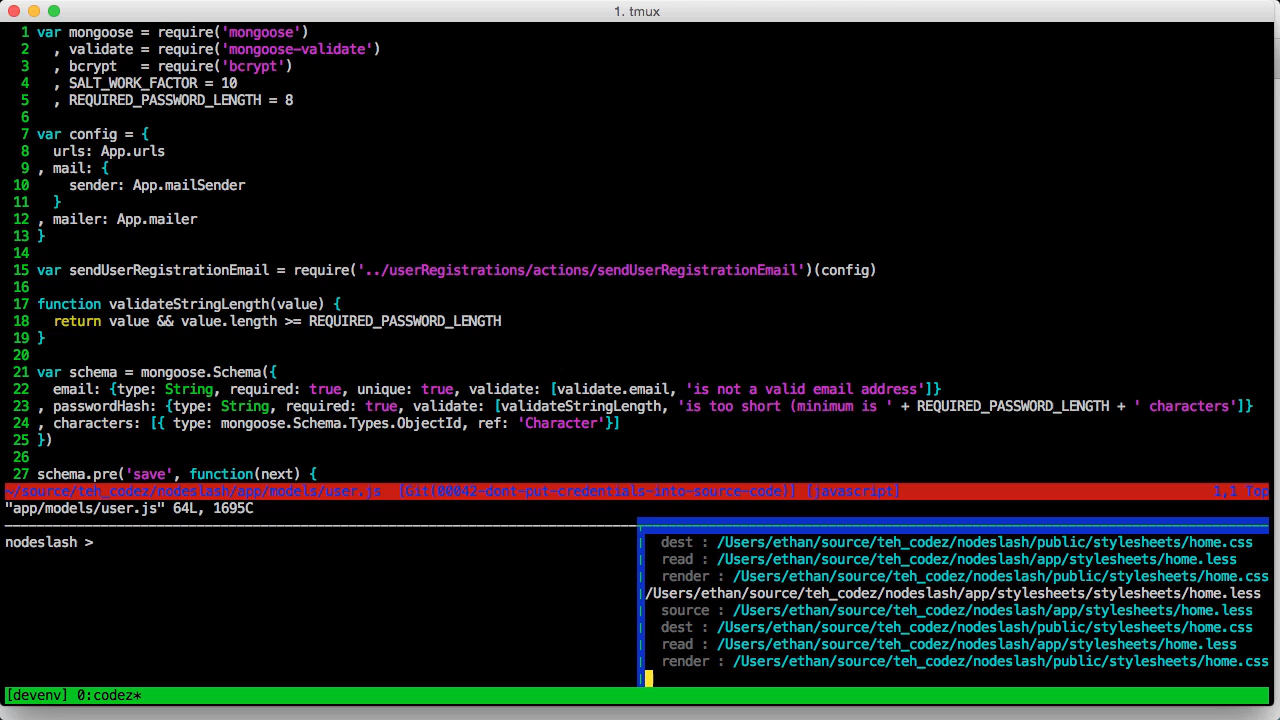 1. tmux
1 var mongoose = require('mongoose')
2   , validate = require('mongoose-validate')
3   , bcrypt   = require('bcrypt')
4   , SALT_WORK_FACTOR = 10
5   , REQUIRED_PASSWORD_LENGTH = 8
6
7 var config = {
8   urls: App.urls
9 , mail: {
10     sender: App.mailSender
11   }
12 , mailer: App.mailer
13 }
14
15 var sendUserRegistrationEmail = require('../userRegistrations/actions/sendUserRegistrationEmail')(config)
16
17 function validateStringLength(value) {
18   return value && value.length >= REQUIRED_PASSWORD_LENGTH
19 }
20
21 var schema = mongoose.Schema({
22   email: {type: String, required: true, unique: true, validate: [validate.email, 'is not a valid email address']}
23 , passwordHash: {type: String, required: true, validate: [validateStringLength, 'is too short (minimum is ' + REQUIRED_PASSWORD_LENGTH + ' characters']}
24 , characters: [{ type: mongoose.Schema.Types.ObjectId, ref: 'Character'}]
25 })
26
27 schema.pre('save', function(next) {
~/source/teh_codez/nodeslash/app/models/user.js  [Git(00042-dont-put-credentials-into-source-code)] [javascript] 1,1 Top
"app/models/user.js" 64L, 1695C
nodeslash >
dest : /Users/ethan/source/teh_codez/nodeslash/public/stylesheets/home.css
read : /Users/ethan/source/teh_codez/nodeslash/app/stylesheets/home.less
render : /Users/ethan/source/teh_codez/nodeslash/public/stylesheets/home.css
/Users/ethan/source/teh_codez/nodeslash/app/stylesheets/stylesheets/home.less
source : /Users/ethan/source/teh_codez/nodeslash/app/stylesheets/home.less
dest : /Users/ethan/source/teh_codez/nodeslash/public/stylesheets/home.css
read : /Users/ethan/source/teh_codez/nodeslash/app/stylesheets/home.less
render : /Users/ethan/source/teh_codez/nodeslash/public/stylesheets/home.css
[devenv] 0:codez*